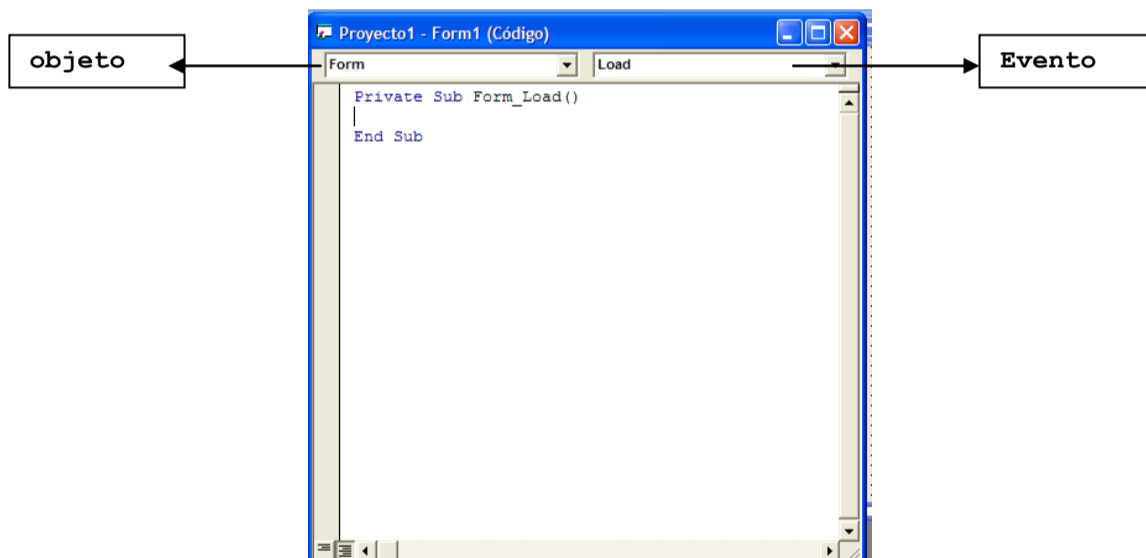 Proyecto1 - Form1 (Código)
objeto
Form
Load
Evento
Private Sub Form_Load()
End Sub